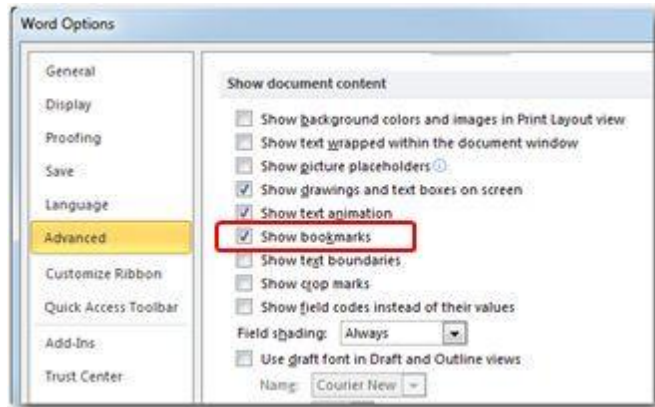 Word Options
General
Display
Proofing
Save
Language
Advanced
Customize Ribbon
Quick Access Toolbar
Add-Ins
Trust Center
Show document content
Show background colors and images in Print Layout view
Show text wrapped within the document window
Show picture placeholders
Show drawings and text boxes on screen
Show text animation
Show bookmarks
Show text boundaries
Show crop marks
Show field codes instead of their values
Field shading: Always
Use draft font in Draft and Outline views
Name: Courier New